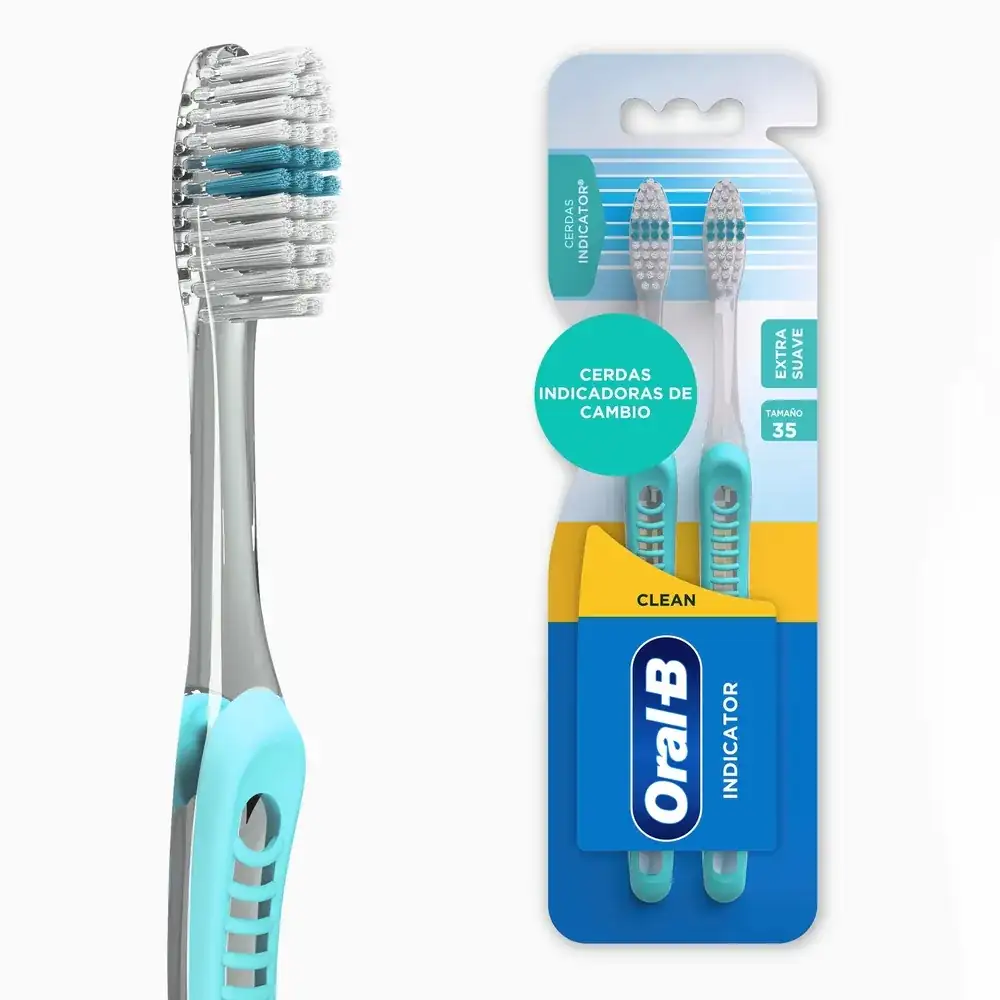 CERDAS
INDICATOR®
EXTRA
SUAVE
TAMAÑO
35
CERDAS
INDICADORAS DE
CAMBIO
CLEAN
Oral-B
INDICATOR